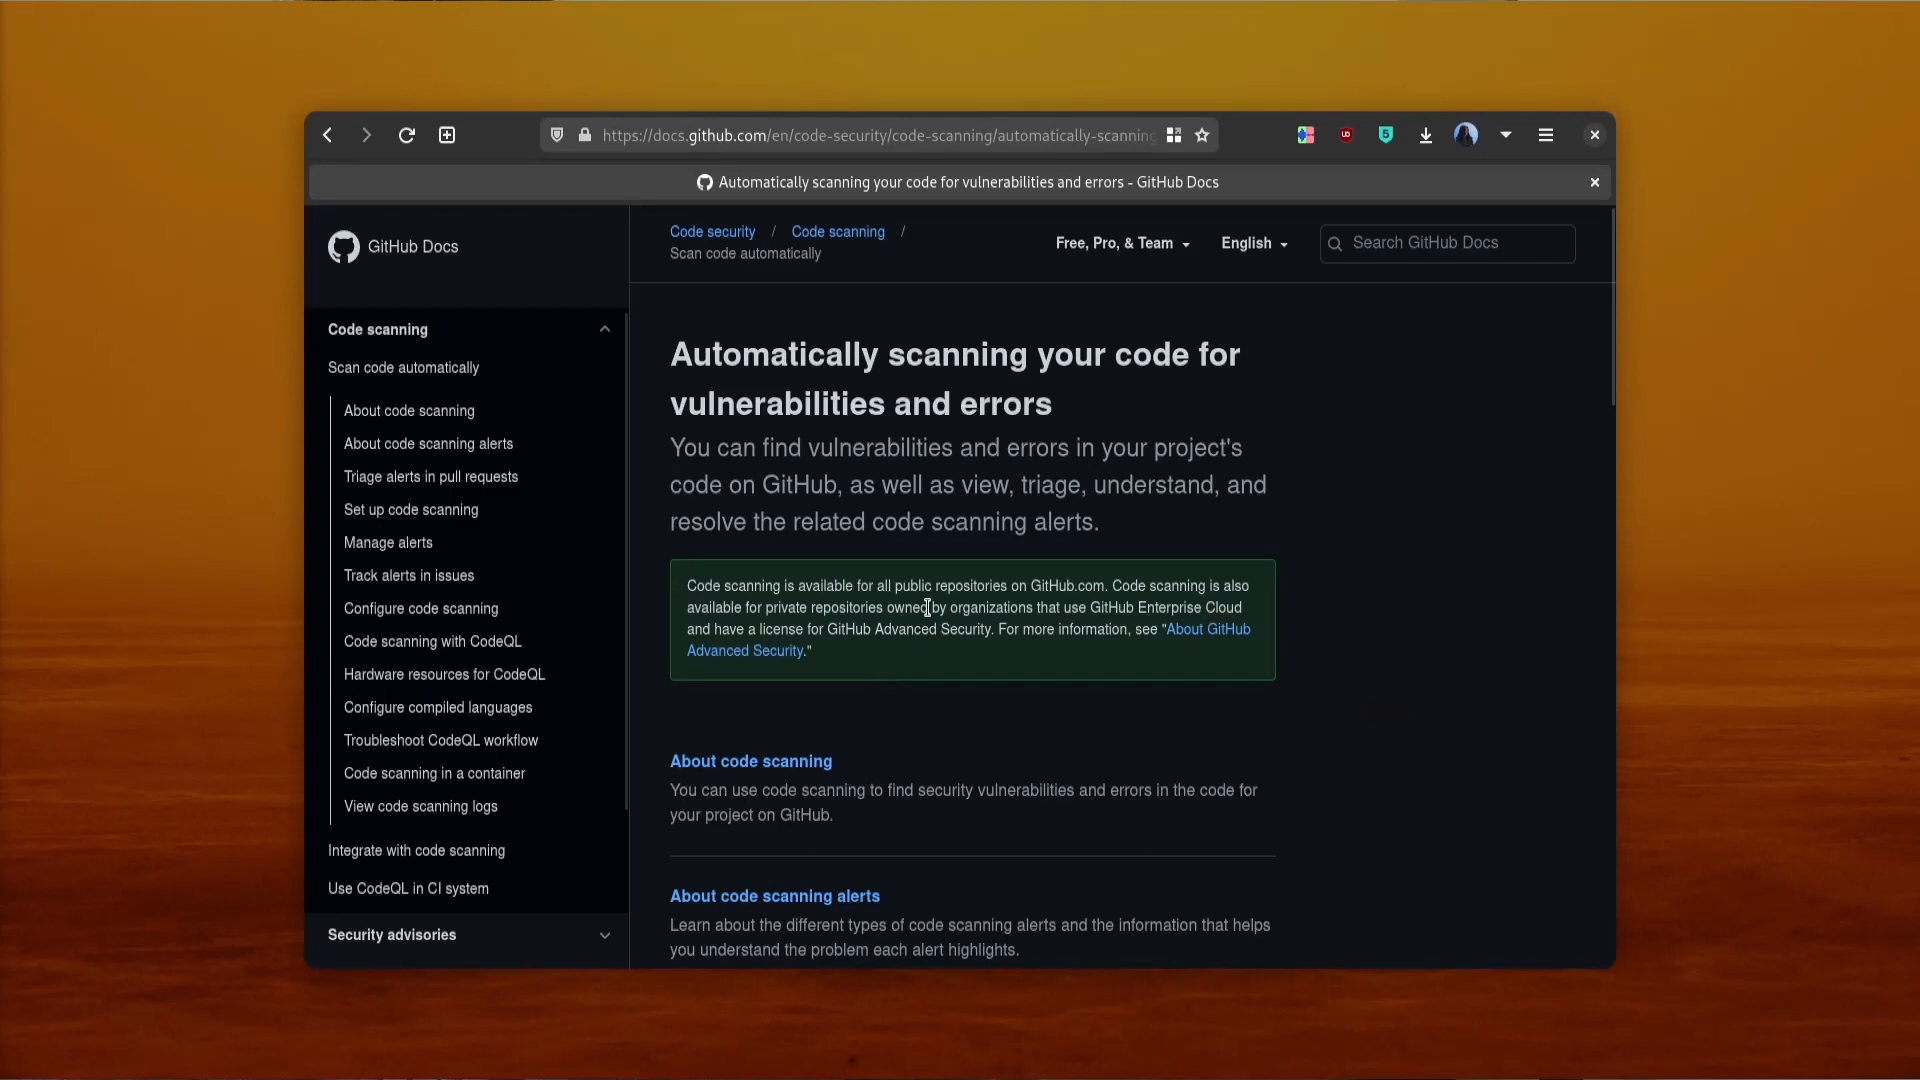 https://docs.github.com/en/code-security/code-scanning/automatically-scanning
5
Automatically scanning your code for vulnerabilities and errors - GitHub Docs
GitHub Docs
Code security / Code scanning /
Scan code automatically
Free, Pro, & Team
English
Search GitHub Docs
Code scanning
Scan code automatically
About code scanning
About code scanning alerts
Triage alerts in pull requests
Set up code scanning
Manage alerts
Track alerts in issues
Configure code scanning
Code scanning with CodeQL
Hardware resources for CodeQL
Configure compiled languages
Troubleshoot CodeQL workflow
Code scanning in a container
View code scanning logs
Integrate with code scanning
Use CodeQL in CI system
Security advisories
Automatically scanning your code for
vulnerabilities and errors
You can find vulnerabilities and errors in your project's
code on GitHub, as well as view, triage, understand, and
resolve the related code scanning alerts.
Code scanning is available for all public repositories on GitHub.com. Code scanning is also
available for private repositories owned by organizations that use GitHub Enterprise Cloud
and have a license for GitHub Advanced Security. For more information, see "About GitHub
Advanced Security."
About code scanning
You can use code scanning to find security vulnerabilities and errors in the code for
your project on GitHub.
About code scanning alerts
Learn about the different types of code scanning alerts and the information that helps
you understand the problem each alert highlights.